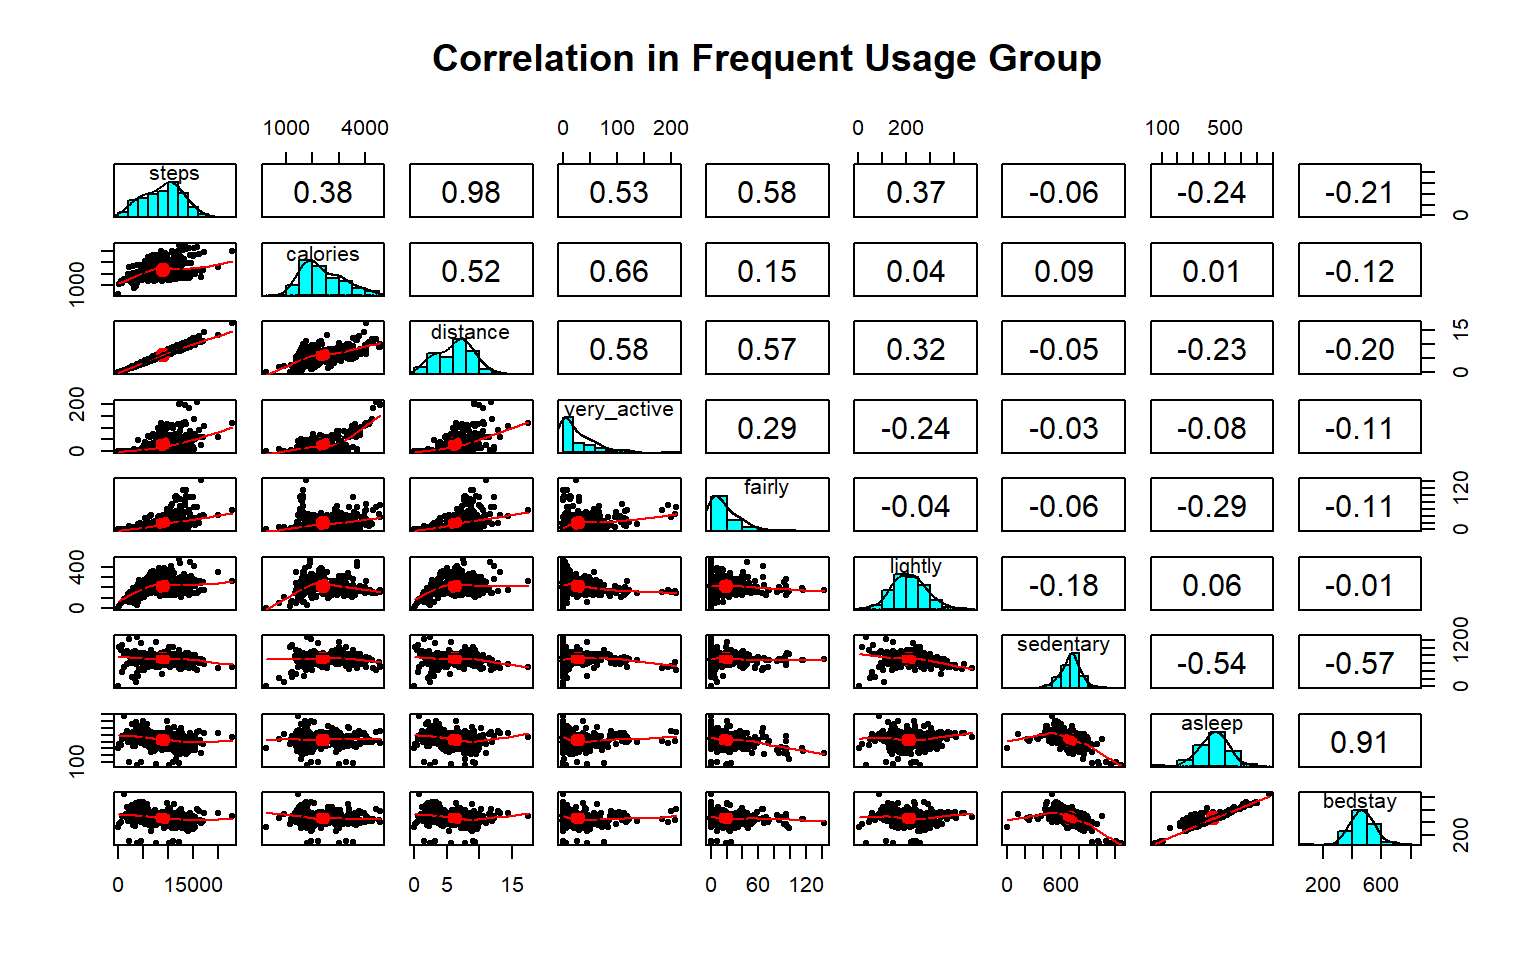 Correlation in Frequent Usage Group
1000 4000 0 100 200 0 200 100 500
steps 0.38 0.98 0.53 0.58 0.37 -0.06 -0.24 -0.21 0
1000 calories 0.52 0.66 0.15 0.04 0.09 0.01 -0.12
distance 0.58 0.57 0.32 -0.05 -0.23 -0.20 0 15
0 200 very_active 0.29 -0.24 -0.03 -0.08 -0.11
fairly -0.04 -0.06 -0.29 -0.11 0 120
0 400 lightly -0.18 0.06 -0.01
sedentary -0.54 -0.57 0 1200
100 asleep 0.91
bedstay 200
0 15000 0 5 15 0 60 120 0 600 200 600